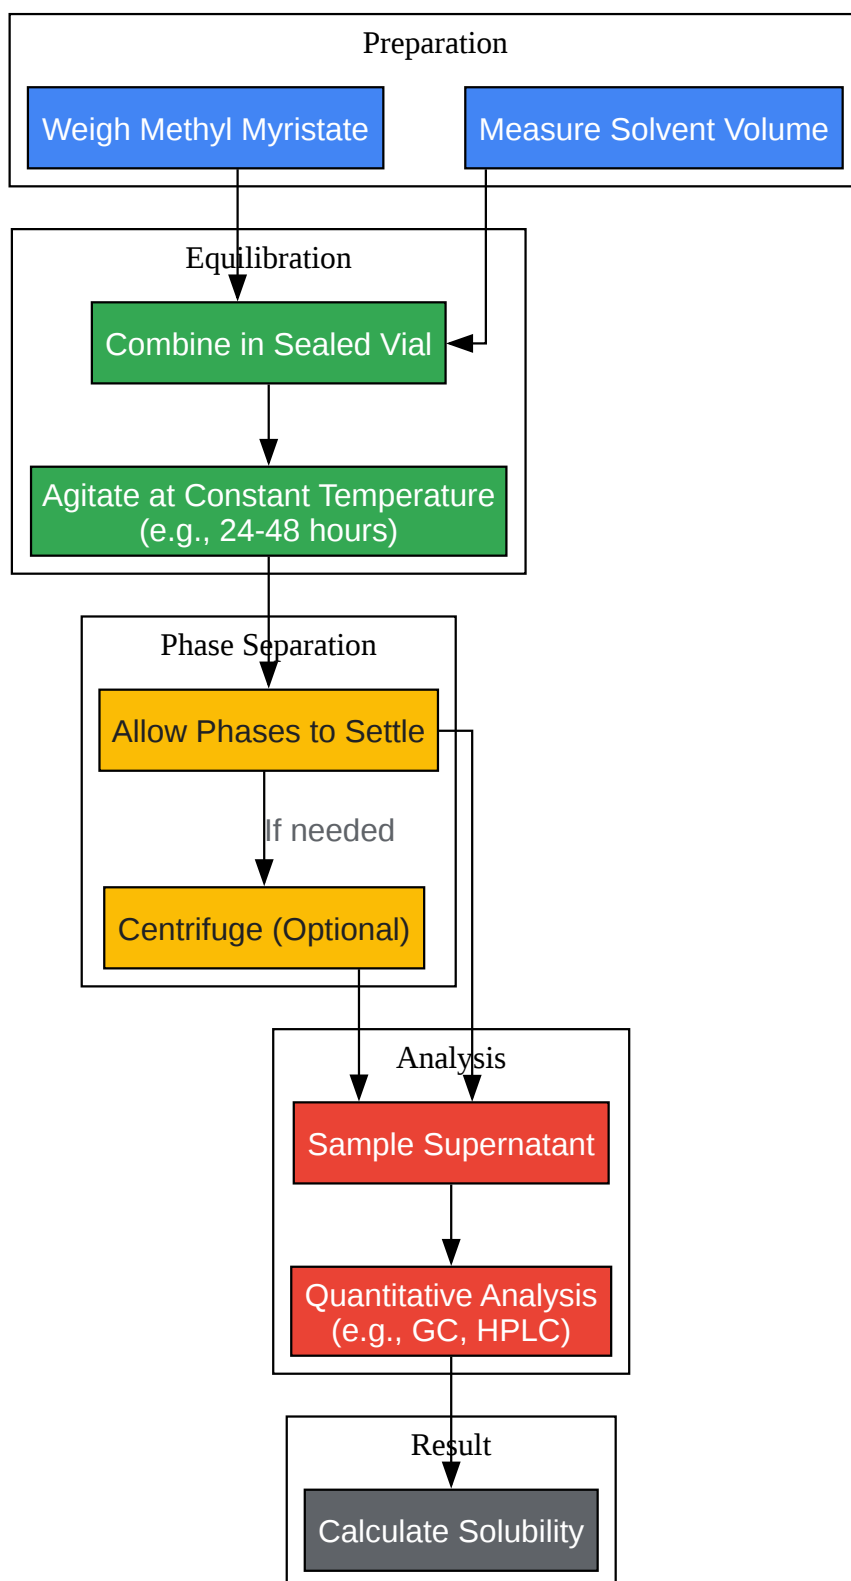 Preparation
Weigh Methyl Myristate
Measure Solvent Volume
Equilibration
Combine in Sealed Vial
Agitate at Constant Temperature
(e.g., 24-48 hours)
Phase Separation
Allow Phases to Settle
If needed
Centrifuge (Optional)
Analysis
Sample Supernatant
Quantitative Analysis
(e.g., GC, HPLC)
Result
Calculate Solubility